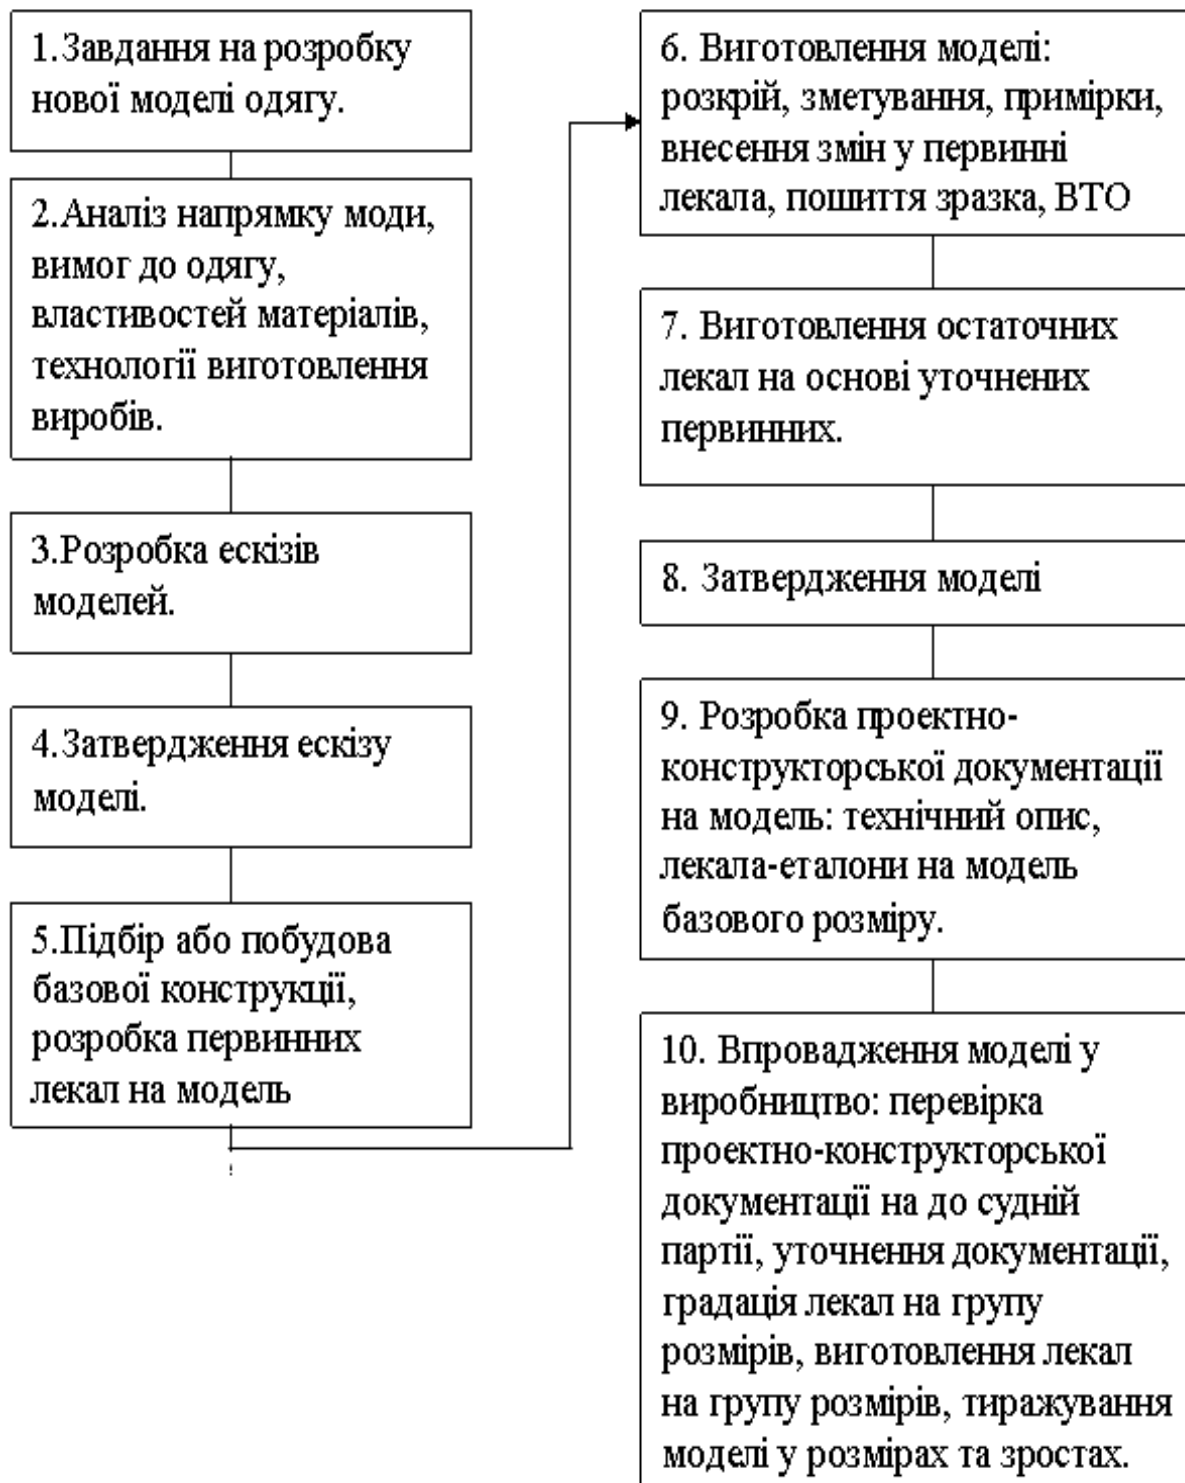 1.Завдання на розробку
нової моделі одягу.
2.Аналіз напрямку моди,
вимог до одягу,
властивостей матеріалів,
технології виготовлення
виробів.
3.Розробка ескізів
моделей.
4.Затвердження ескізу
моделі.
5.Підбір або побудова
базової конструкції,
розробка первинних
лекал на модель
6. Виготовлення моделі:
розкрій, зметування, примірки,
внесення змін у первинні
лекала, пошиття зразка, ВТО
7. Виготовлення остаточних
лекал на основі уточнених
первинних.
8. Затвердження моделі
9. Розробка проектно-
конструкторської документації
на модель: технічний опис,
лекала-еталони на модель
базового розміру.
10. Впровадження моделі у
виробництво: перевірка
проектно-конструкторської
документації на до судній
партії, уточнення документації,
градація лекал на групу
розмірів, виготовлення лекал
на групу розмірів, тиражування
моделі у розмірах та зростах.